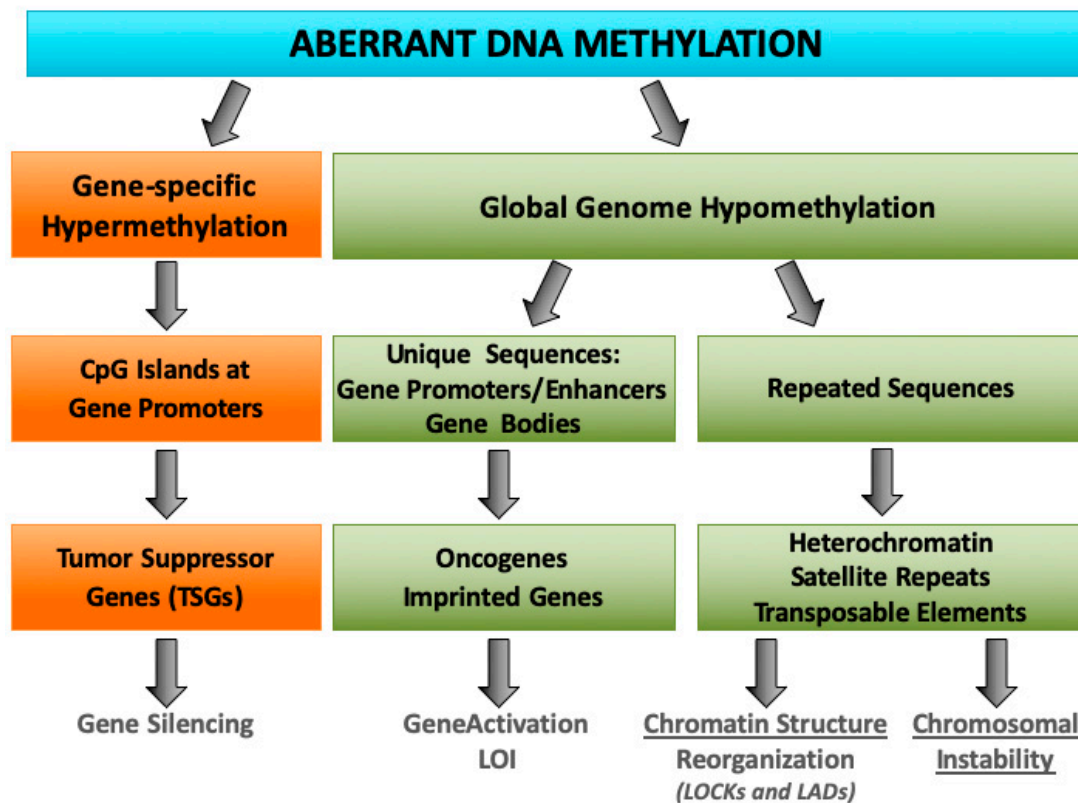 ABERRANT DNA METHYLATION
Gene-specific
Hypermethylation
Global Genome Hypomethylation
CpG Islands at
Gene Promoters
Unique Sequences:
Gene Promoters/Enhancers
Gene Bodies
Repeated Sequences
Tumor Suppressor
Genes (TSGs)
Oncogenes
Imprinted Genes
Heterochromatin
Satellite Repeats
Transposable Elements
Gene Silencing
GeneActivation
LOI
Chromatin Structure
Reorganization
(LOCKs and LADs)
Chromosomal
Instability